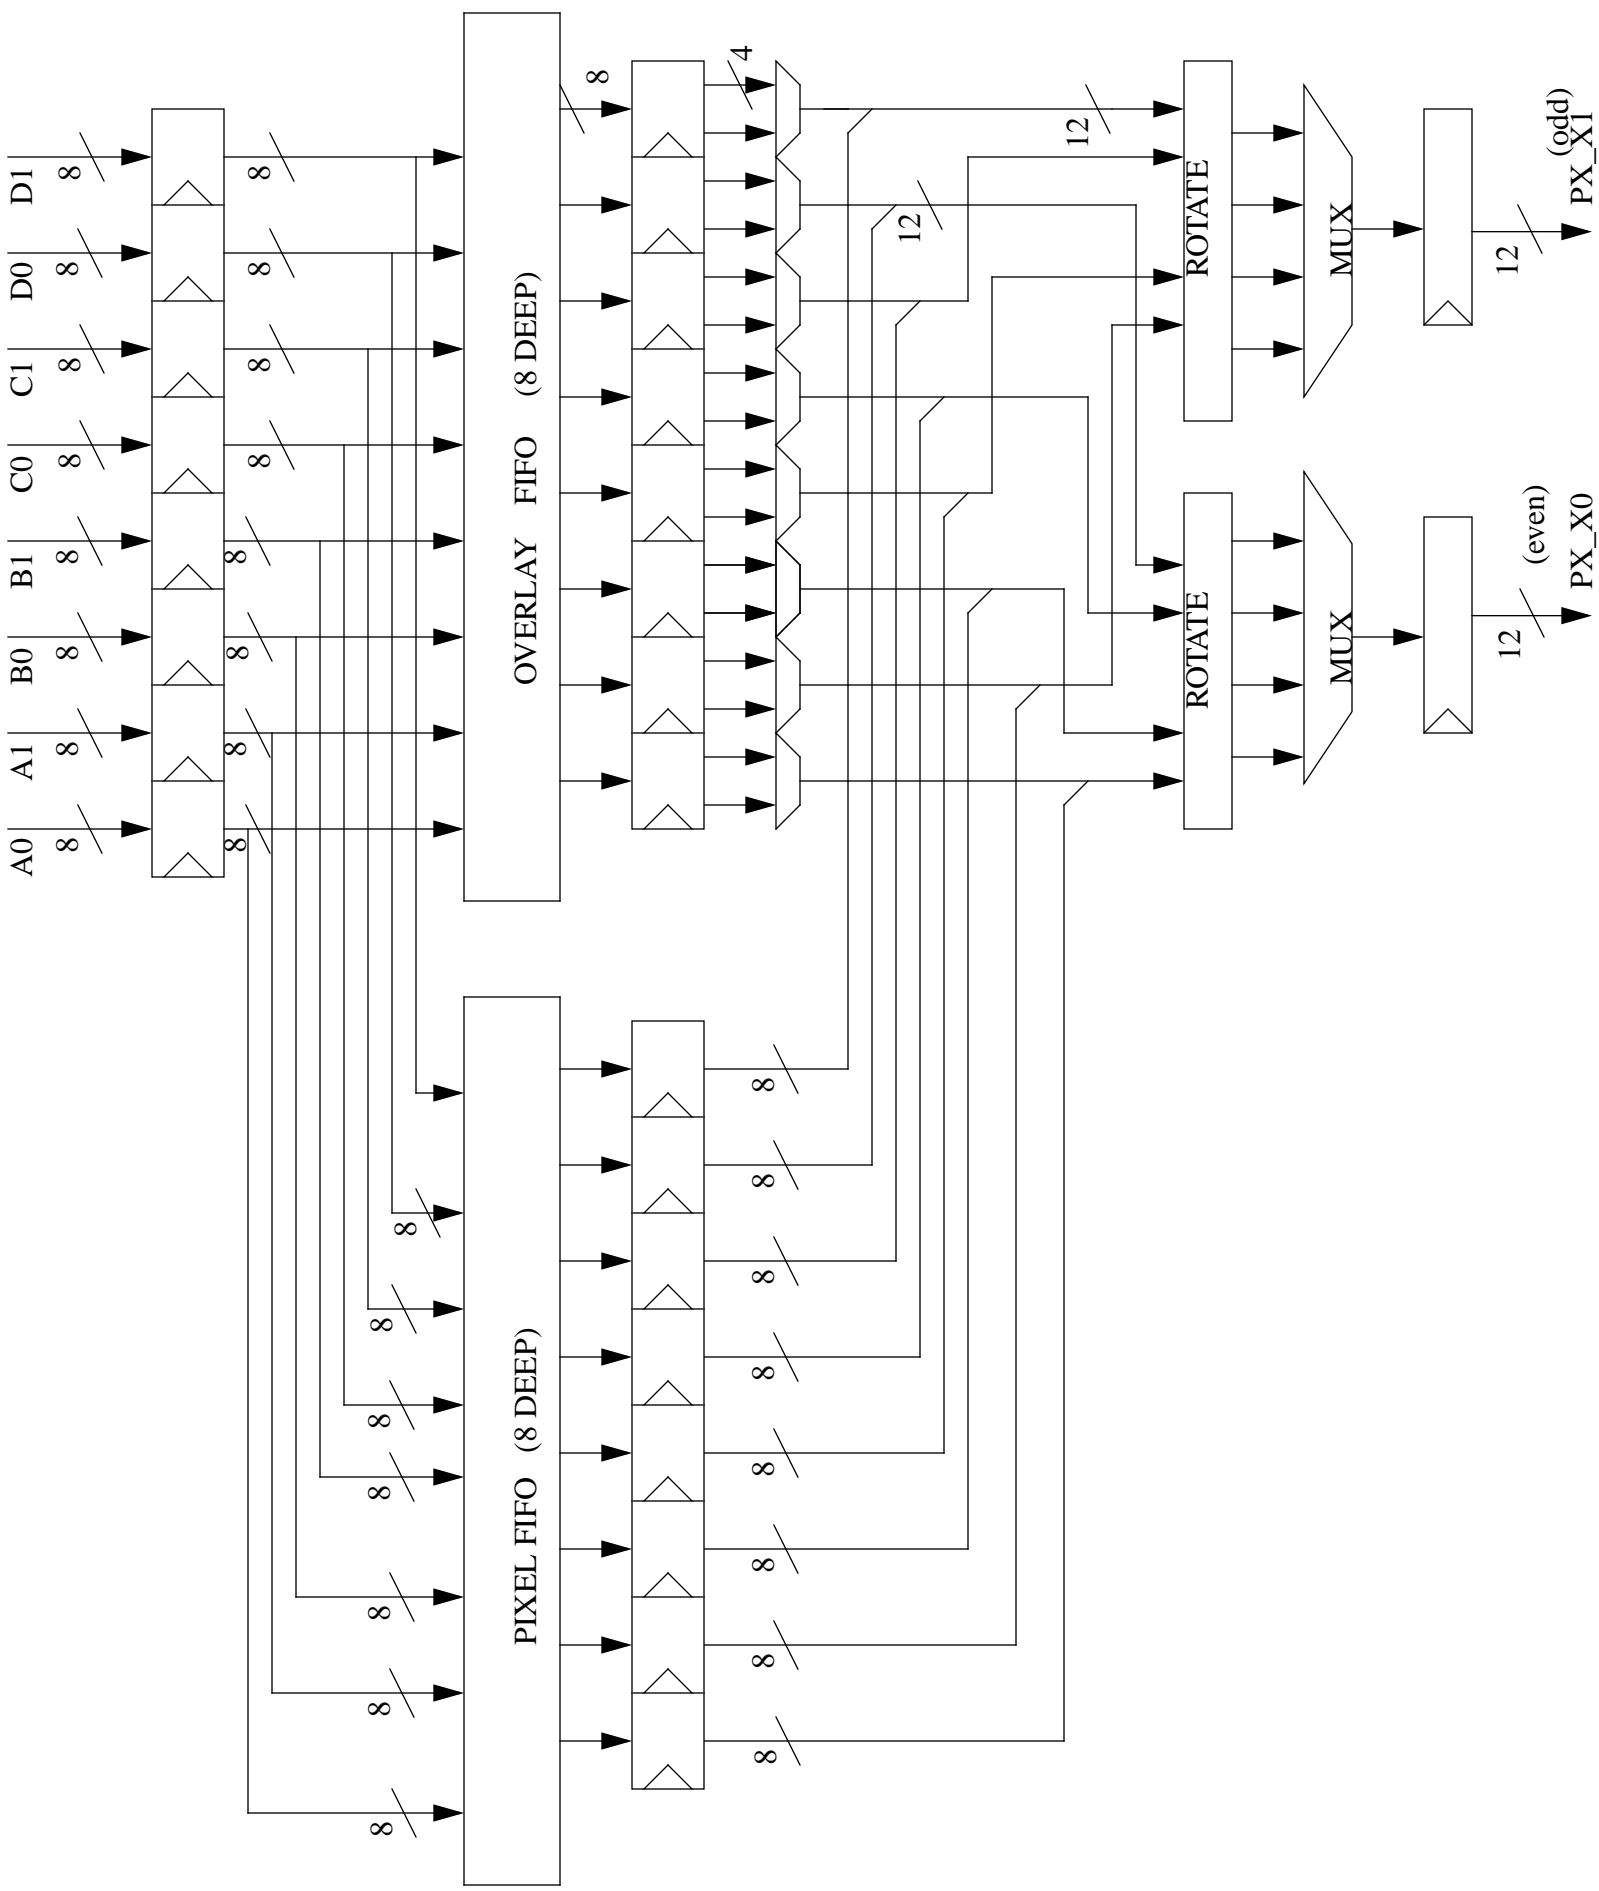 A0 A1 B0 B1 C0 C1 D0 D1
8 8 8 8 8 8 8 8
8 8 8 8 8 8 8 8
8 8 8 8 8 8 8
PIXEL FIFO (8 DEEP)
OVERLAY FIFO (8 DEEP)
8
4
8 8 8 8 8 8 8 8
12
12
ROTATE
ROTATE
MUX
MUX
12
12
(even)
PX_X0
(odd)
PX_X1